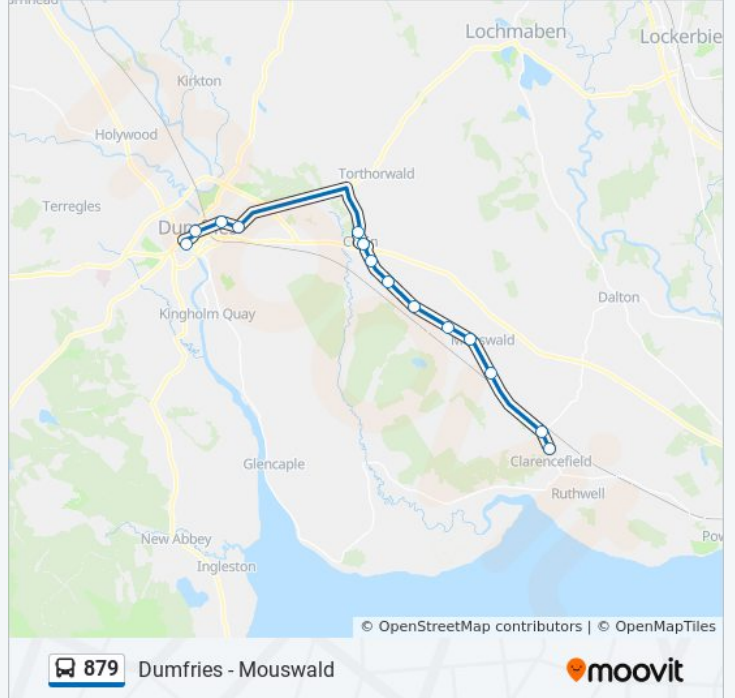 Lochmaben
Lockerbie
Kirkton
Holywood
Torthorwald
Terregles
Dumfries
Dalton
Kingholm Quay
Mouswald
Clarencefield
Glencaple
Ruthwell
New Abbey
Ingleston
© OpenStreetMap contributors | © OpenMapTiles
879 Dumfries - Mouswald
moovit